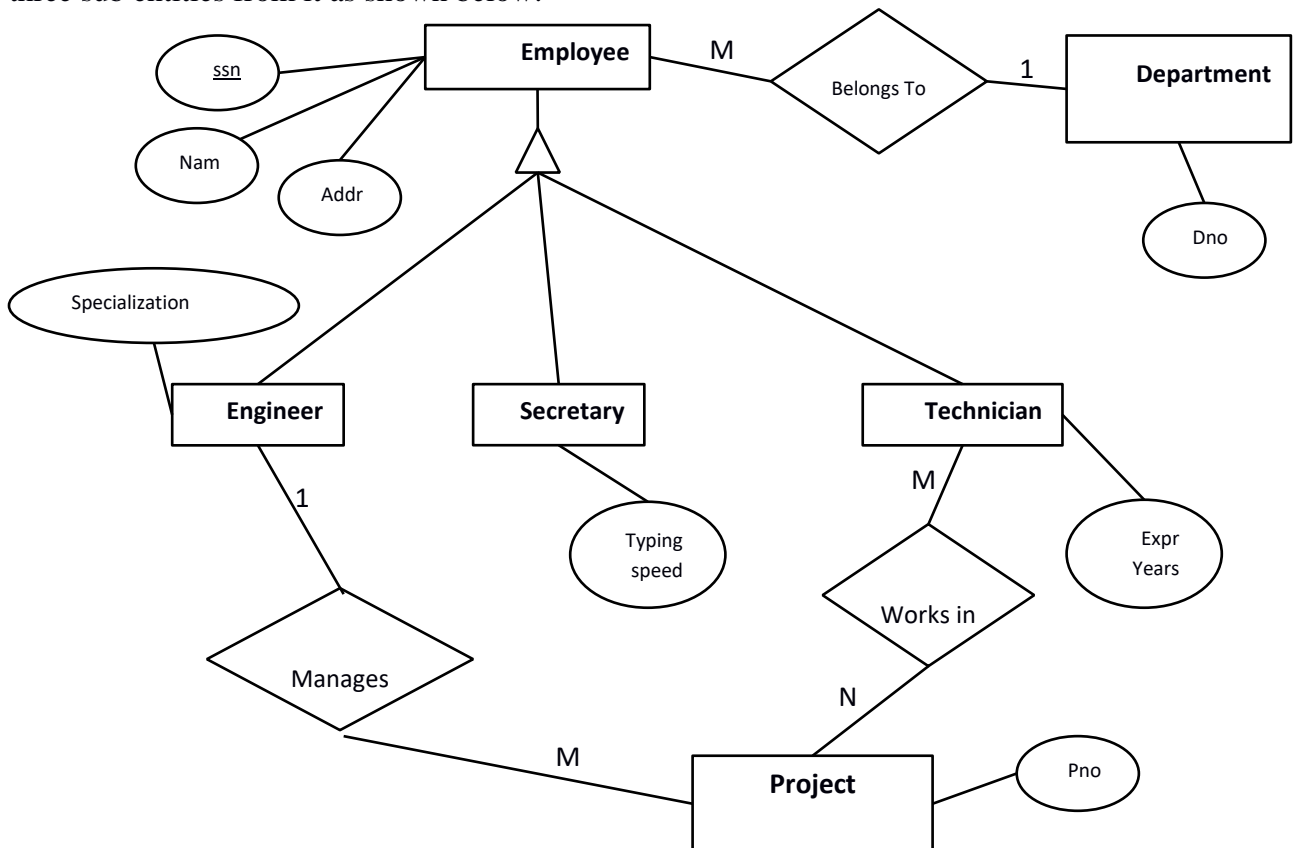 three sub entities from it as shown below.
Employee
M
Belongs To
1
Department
ssn
Nam
Addr
Dno
Specialization
Engineer
Secretary
Technician
1
M
Typing
speed
Expr
Years
Works in
Manages
N
M
Project
Pno